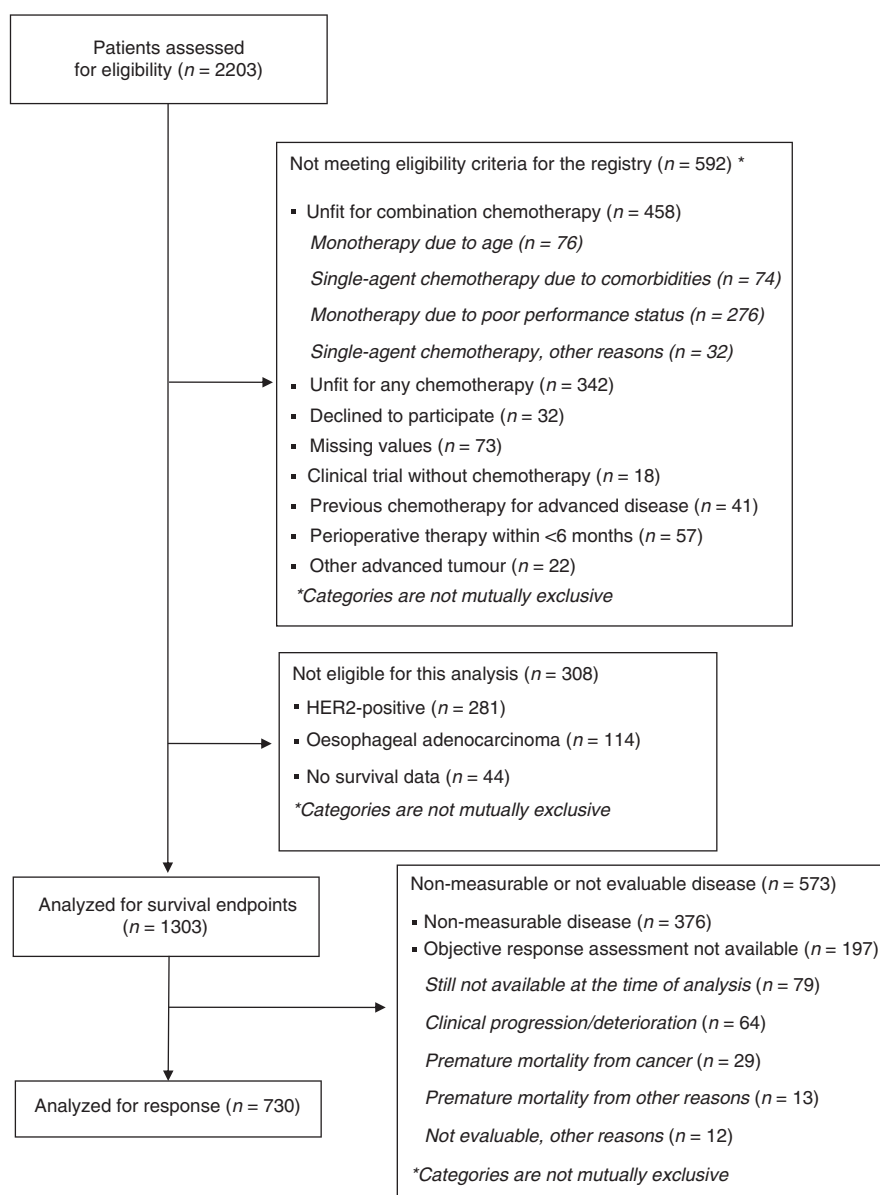 Patients assessed
for eligibility (n = 2203)
Not meeting eligibility criteria for the registry (n = 592) *
▪ Unfit for combination chemotherapy (n = 458)
Monotherapy due to age (n = 76)
Single-agent chemotherapy due to comorbidities (n = 74)
Monotherapy due to poor performance status (n = 276)
Single-agent chemotherapy, other reasons (n = 32)
▪ Unfit for any chemotherapy (n = 342)
▪ Declined to participate (n = 32)
▪ Missing values (n = 73)
▪ Clinical trial without chemotherapy (n = 18)
▪ Previous chemotherapy for advanced disease (n = 41)
▪ Perioperative therapy within <6 months (n = 57)
▪ Other advanced tumour (n = 22)
*Categories are not mutually exclusive
Not eligible for this analysis (n = 308)
▪ HER2-positive (n = 281)
▪ Oesophageal adenocarcinoma (n = 114)
▪ No survival data (n = 44)
*Categories are not mutually exclusive
Analyzed for survival endpoints
(n = 1303)
Non-measurable or not evaluable disease (n = 573)
▪ Non-measurable disease (n = 376)
▪ Objective response assessment not available (n = 197)
Still not available at the time of analysis (n = 79)
Clinical progression/deterioration (n = 64)
Premature mortality from cancer (n = 29)
Premature mortality from other reasons (n = 13)
Not evaluable, other reasons (n = 12)
*Categories are not mutually exclusive
Analyzed for response (n = 730)